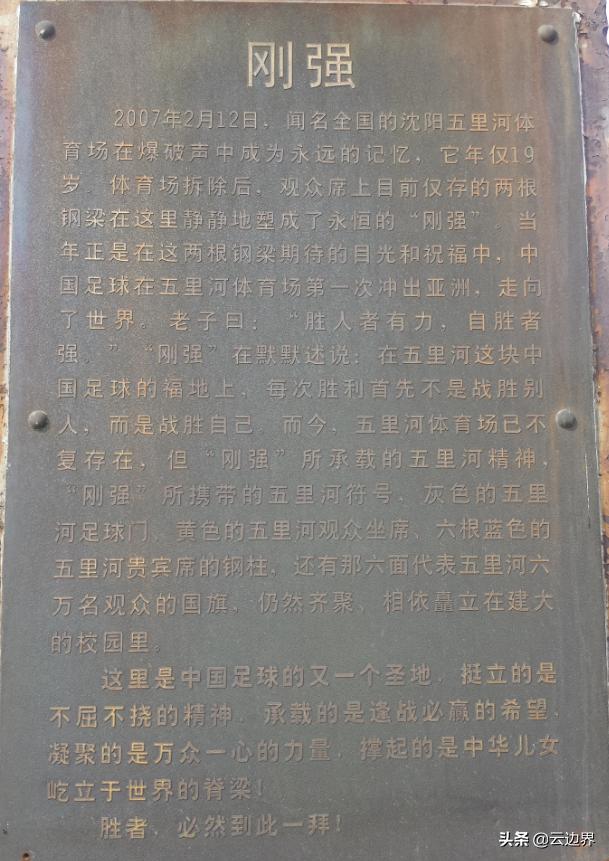 刚强
2007年2月12日，闻名全国的沈阳五里河体
育场在爆破声中成为永远的记忆，它年仅19
岁。体育场拆除后，观众席上目前仅存的两根
钢梁在这里静静地塑成了永恒的“刚强”。当
年正是在这两根钢梁期待的目光和祝福中，中
国足球在五里河体育场第一次冲出亚洲，走向
了世界。老子曰：“胜人者有力，自胜者
强。”“刚强”在默默述说：在五里河这块中
国足球的福地上，每次胜利首先不是战胜别
人，而是战胜自己。而今，五里河体育场已不
复存在，但“刚强”所承载的五里河精神、
“刚强”所携带的五里河符号、灰色的五里
河足球门、黄色的五里河观众坐席、六根蓝色的
五里河贵宾席的钢柱，还有那六面代表五里河六
万名观众的国旗，仍然齐聚、相依矗立在建大
的校园里。
这里是中国足球的又一个圣地，挺立的是
不屈不挠的精神，承载的是逢战必赢的希望，
凝聚的是万众一心的力量，撑起的是中华儿女
屹立于世界的脊梁！
胜者，必然到此一拜！
头条 @云边界